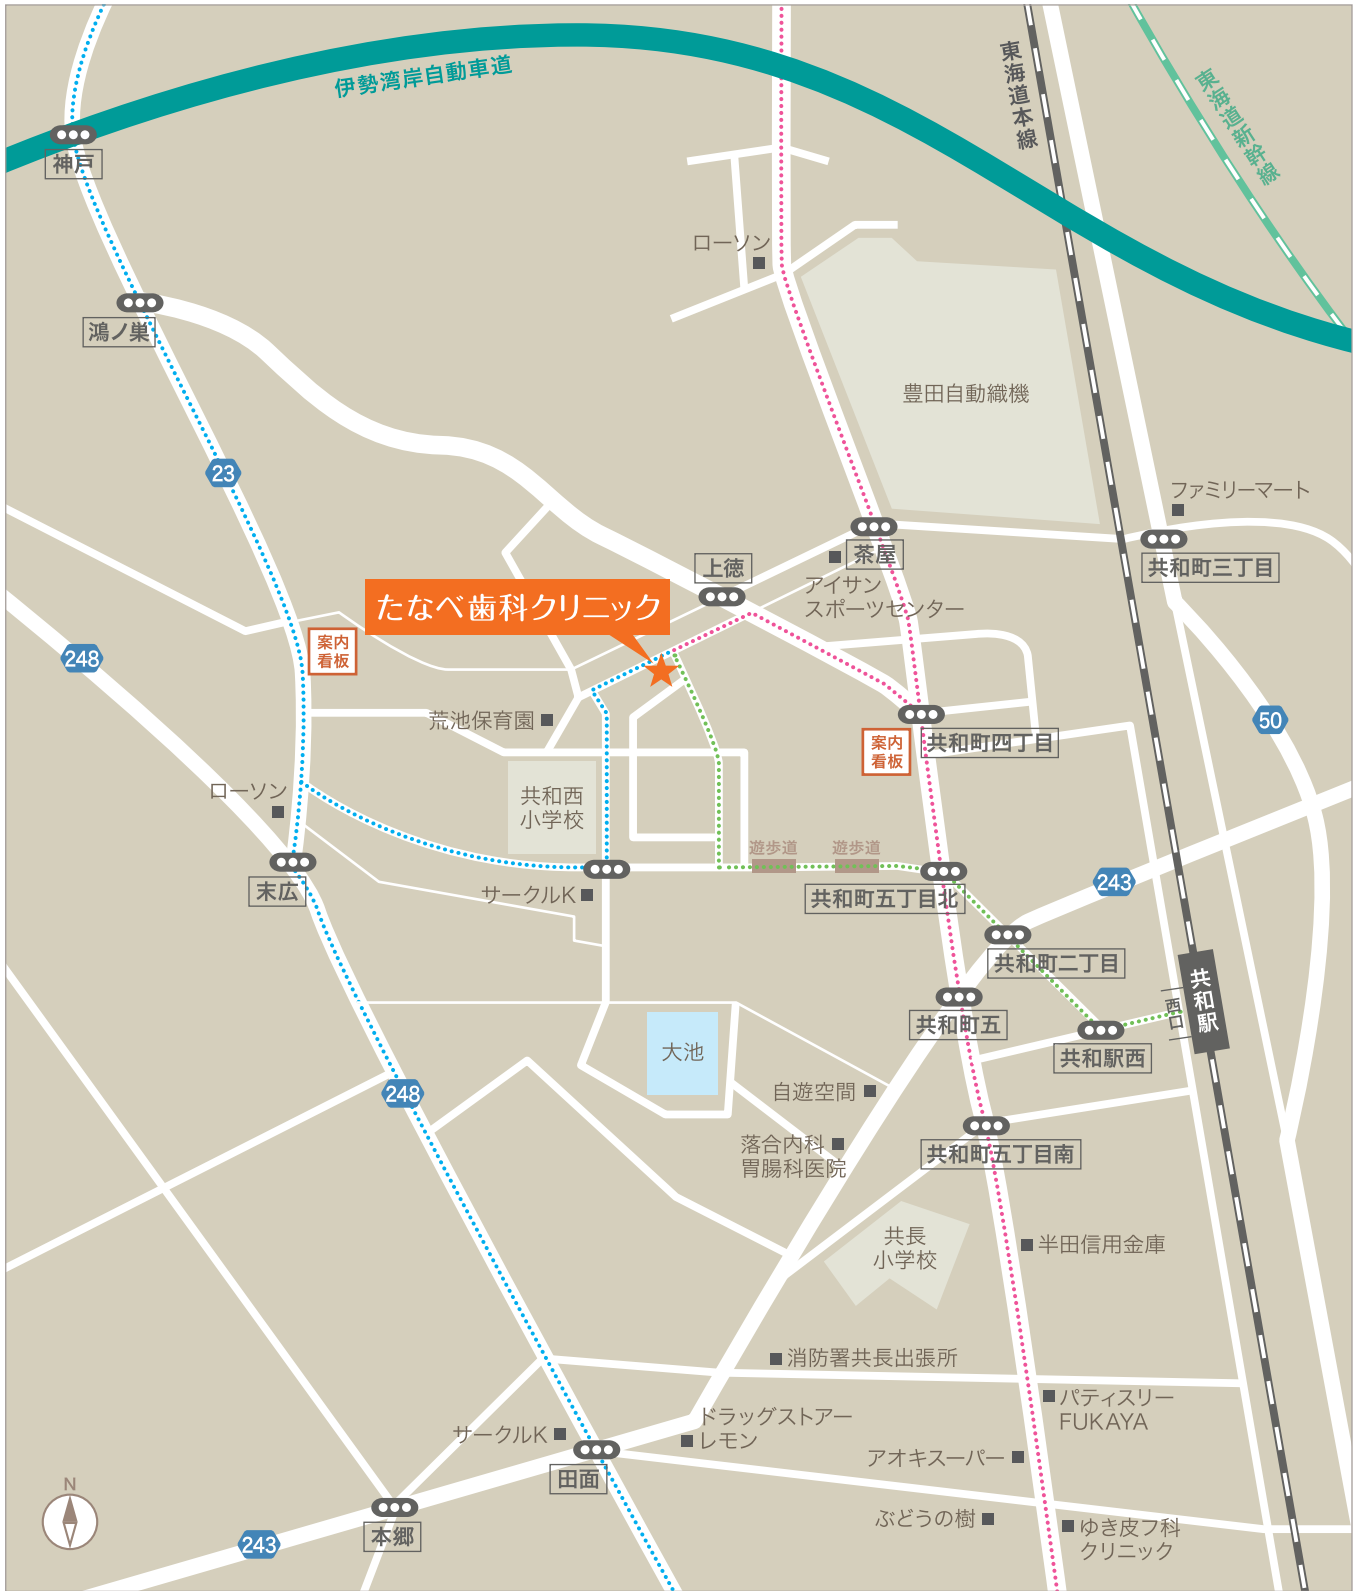 伊勢湾岸自動車道
東海道本線
東海道新幹線
神戸
ローソン
鴻ノ巣
豊田自動織機
23
ファミリーマート
茶屋
共和町三丁目
上徳
アイサン
スポーツセンター
たなべ歯科クリニック
案内
看板
248
荒池保育園
50
共和町四丁目
案内
看板
ローソン
共和西
小学校
遊歩道
遊歩道
末広
サークルK
共和町五丁目北
243
共和町二丁目
共和駅
西口
共和町五
共和駅西
大池
248
自遊空間
落合内科
胃腸科医院
共和町五丁目南
共長
小学校
半田信用金庫
消防署共長出張所
パティスリー
FUKAYA
ドラッグストアー
レモン
サークルK
アオキスーパー
田面
N
本郷
243
ぶどうの樹
ゆき皮フ科
クリニック